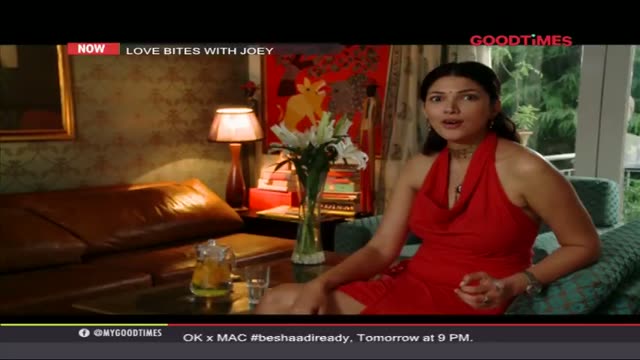 NOW LOVE BITES WITH JOEY
GOODTiMES
f @MYGOODTIMES
OK x MAC #beshaadiready, Tomorrow at 9 PM.